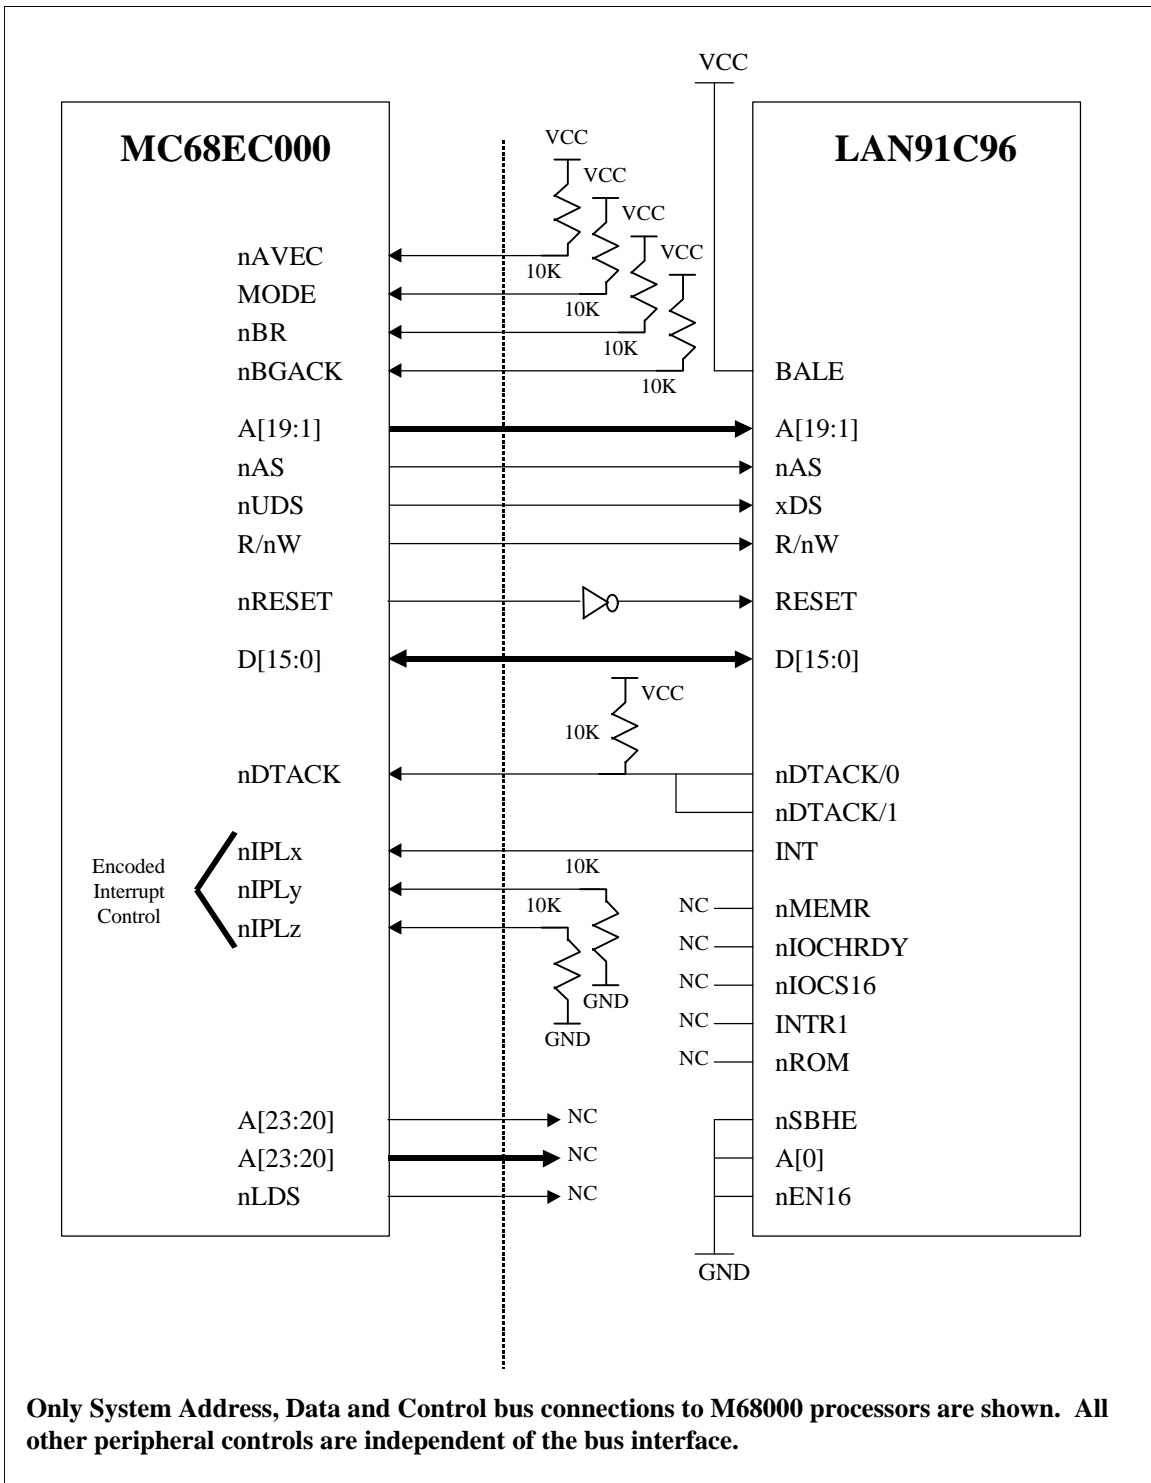 VCC
MC68EC000
LAN91C96
VCC
VCC
VCC
VCC
nAVEC
10K
MODE
10K
nBR
10K
nBGACK
10K
BALE
A[19:1]
A[19:1]
nAS
nAS
nUDS
xDS
R/nW
R/nW
nRESET
RESET
D[15:0]
D[15:0]
VCC
10K
nDTACK
nDTACK/0
nDTACK/1
nIPLx
INT
Encoded
Interrupt
Control
10K
nIPLy
10K
nIPLz
NC
nMEMR
NC
nIOCHRDY
NC
nIOCS16
GND
NC
INTR1
GND
NC
nROM
A[23:20]
NC
nSBHE
A[23:20]
NC
A[0]
nLDS
NC
nEN16
GND
Only System Address, Data and Control bus connections to M68000 processors are shown. All
other peripheral controls are independent of the bus interface.